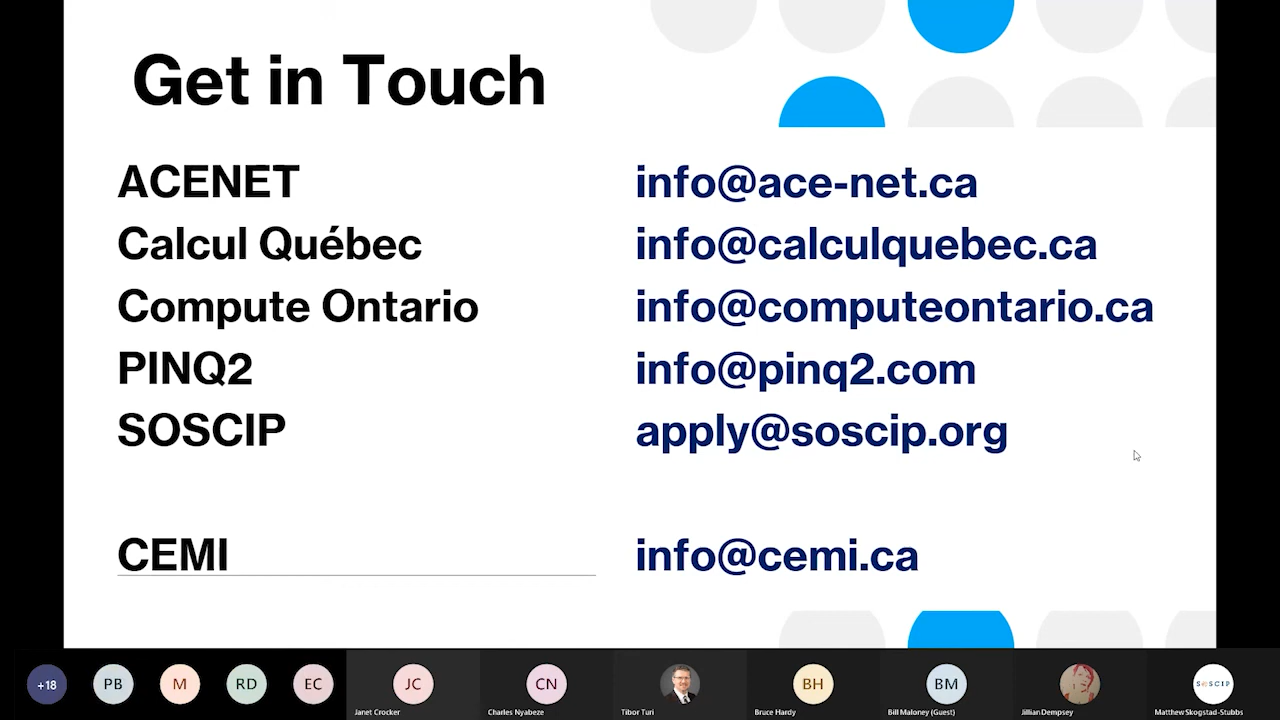 Get in Touch
ACENET info@ace-net.ca
Calcul Québec info@calculquebec.ca
Compute Ontario info@computeontario.ca
PINQ2 info@pinq2.com
SOSCIP apply@soscip.org
CEMI info@cemi.ca
+18 PB M RD EC JC CN BH BM SOSCIP
Janet Crocker Charles Nyabeze Tibor Turi Bruce Hardy Bill Maloney (Guest) Jillian Dempsey Matthew Skogstad-Stubbs